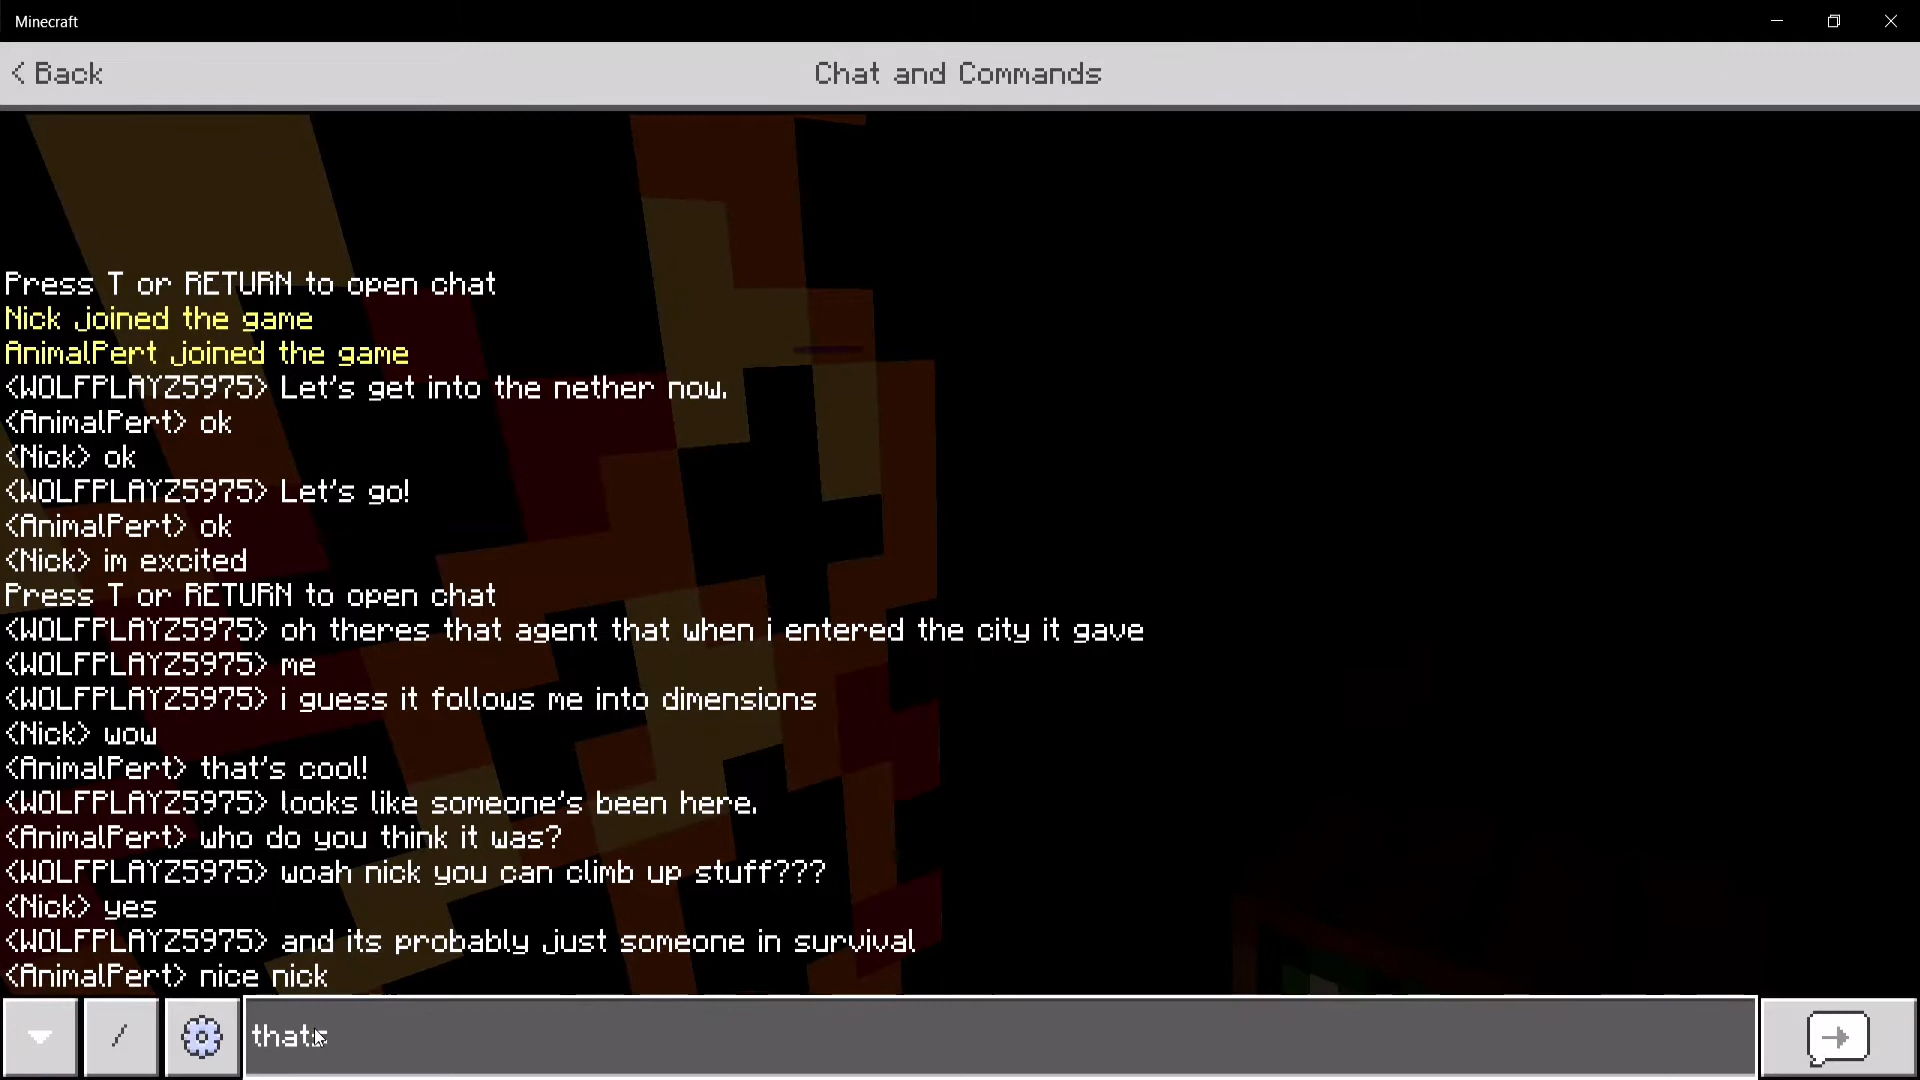 Minecraft
< Back
Chat and Commands
Press T or RETURN to open chat
Nick joined the game
AnimalPert joined the game
<WOLFPLAYZ5975> Let's get into the nether now.
<AnimalPert> ok
<Nick> ok
<WOLFPLAYZ5975> Let's go!
<AnimalPert> ok
<Nick> im excited
Press T or RETURN to open chat
<WOLFPLAYZ5975> oh theres that agent that when i entered the city it gave
<WOLFPLAYZ5975> me
<WOLFPLAYZ5975> i guess it follows me into dimensions
<Nick> wow
<AnimalPert> that's cool!
<WOLFPLAYZ5975> looks like someone's been here.
<AnimalPert> who do you think it was?
<WOLFPLAYZ5975> woah nick you can climb up stuff???
<Nick> yes
<WOLFPLAYZ5975> and its probably just someone in survival
<AnimalPert> nice nick
/
thats